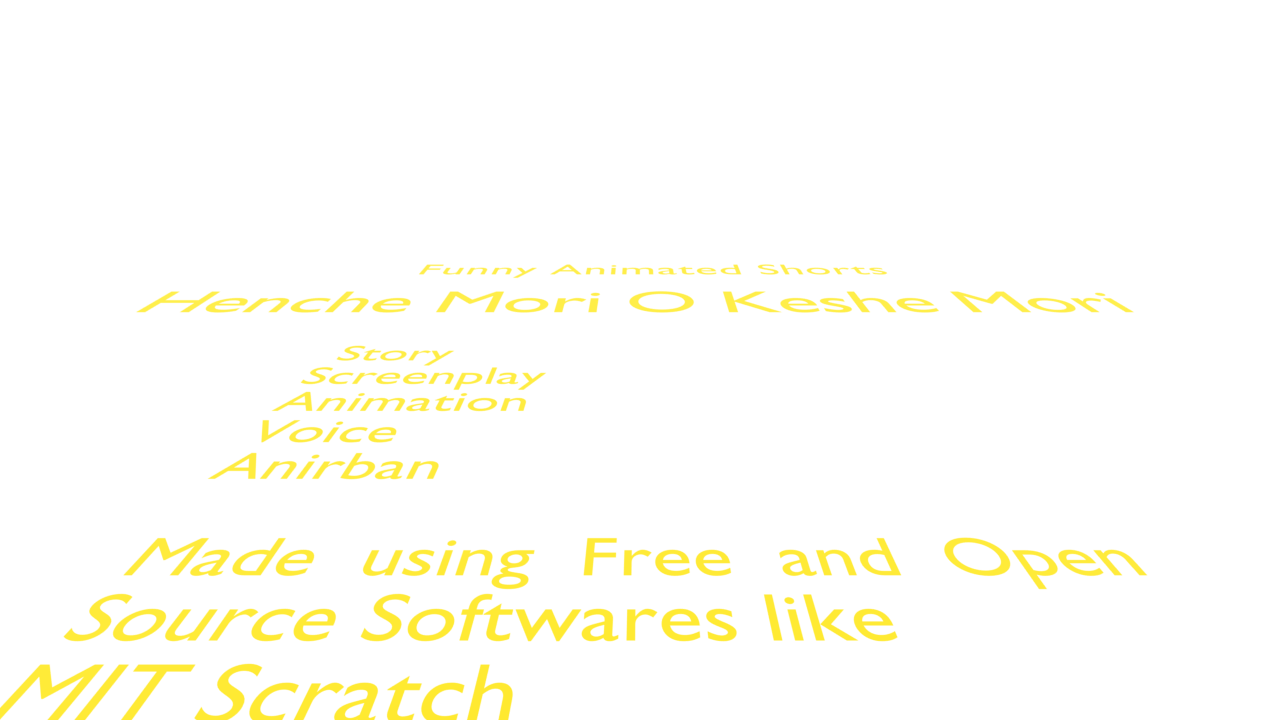 Funny Animated Shorts
Henche Mori O Keshe Mori
Story
Screenplay
Animation
Voice
Anirban
Made using Free and Open
Source Softwares like
MIT Scratch